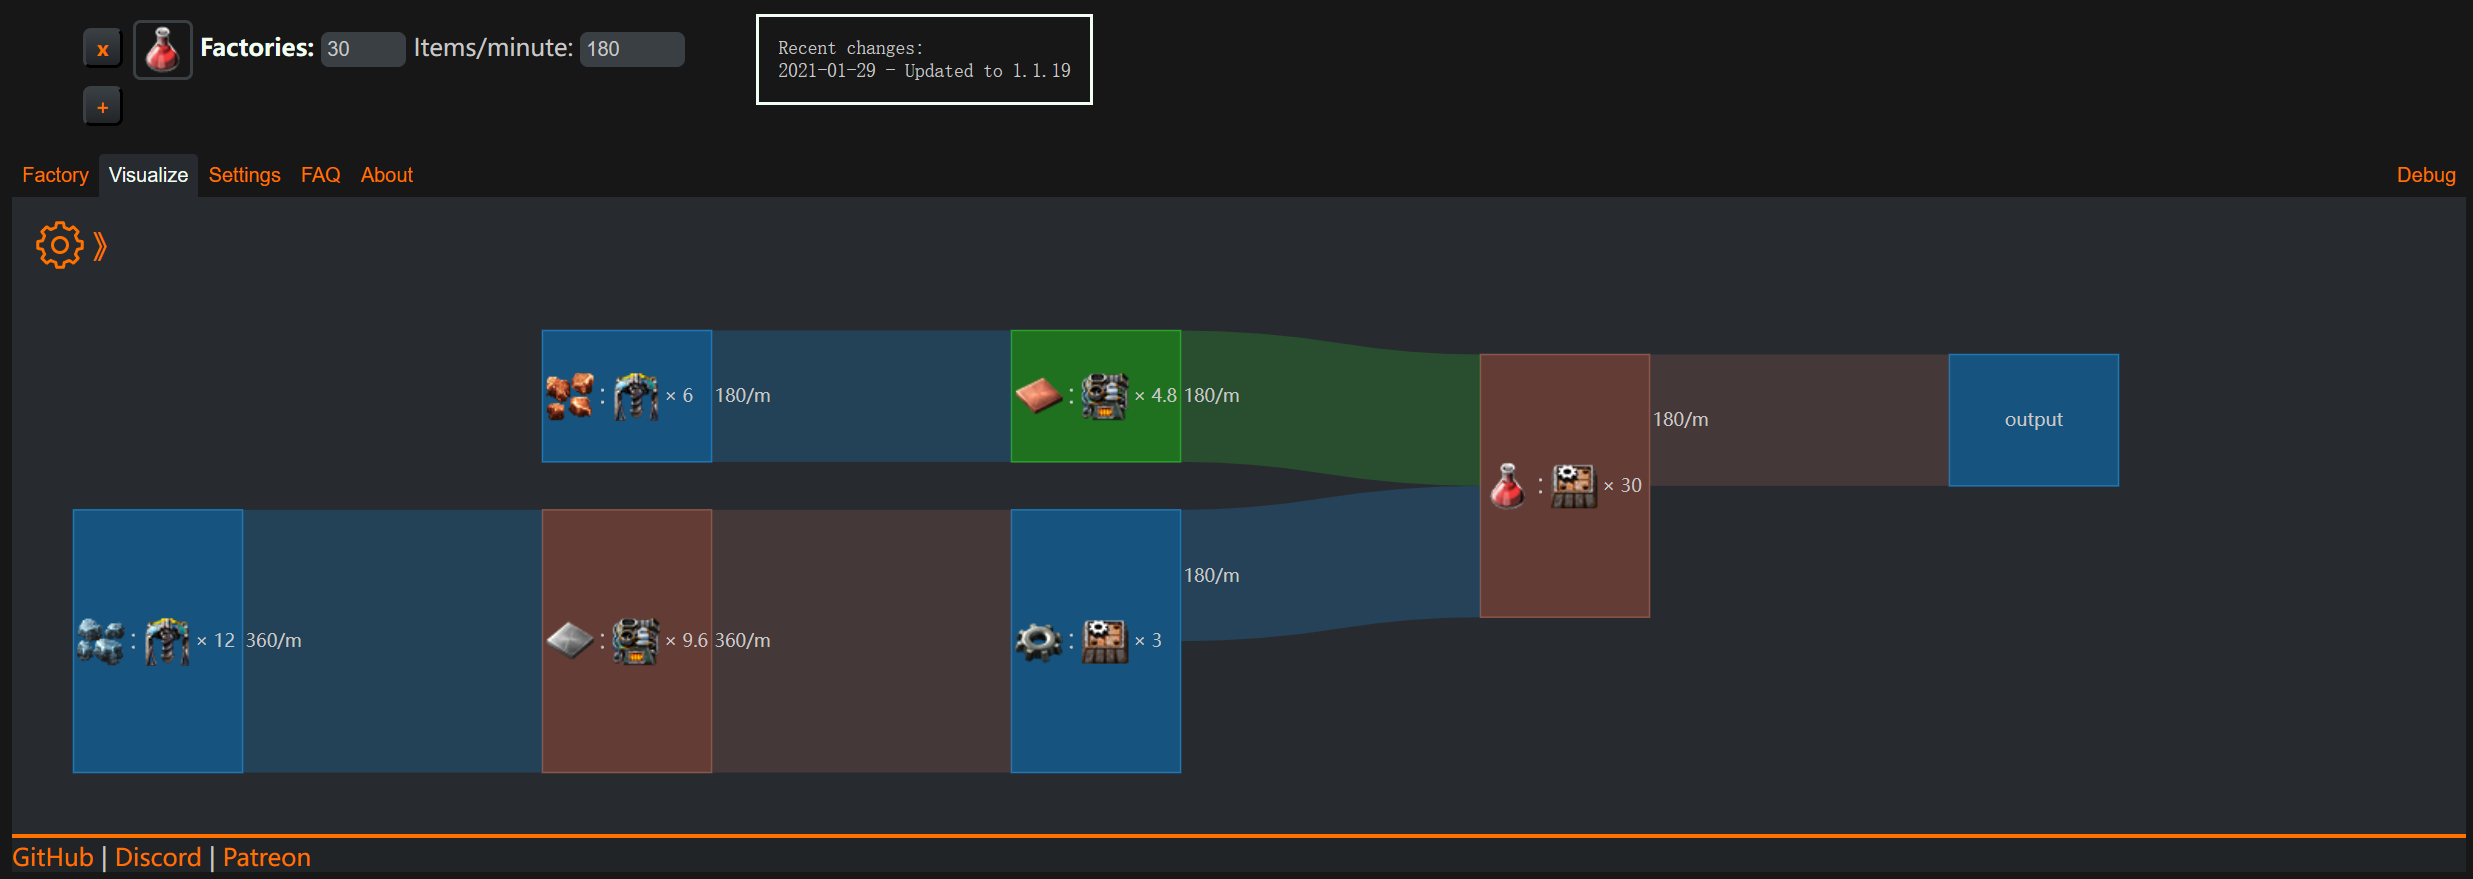 x Factories: 30 Items/minute: 180
+
Recent changes:
2021-01-29 - Updated to 1.1.19
Factory Visualize Settings FAQ About Debug
: × 6 180/m : × 4.8 180/m
180/m output
: × 30
180/m
: × 12 360/m : × 9.6 360/m : × 3
GitHub | Discord | Patreon